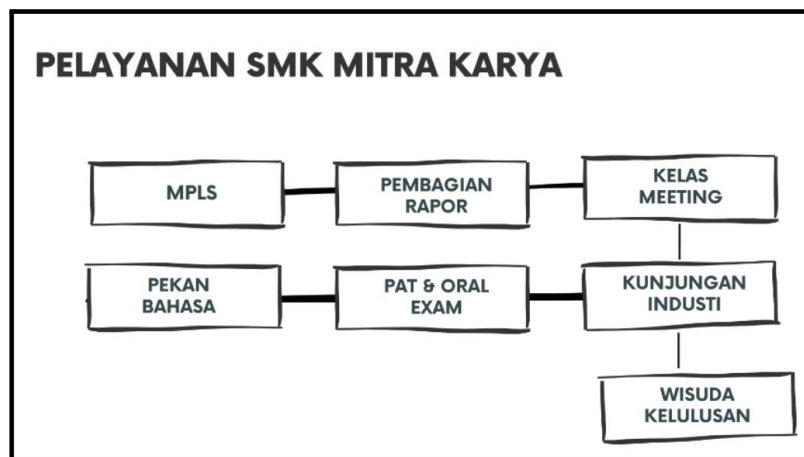 PELAYANAN SMK MITRA KARYA
MPLS
PEMBAGIAN
RAPOR
KELAS
MEETING
PEKAN
BAHASA
PAT & ORAL
EXAM
KUNJUNGAN
INDUSTI
WISUDA
KELULUSAN